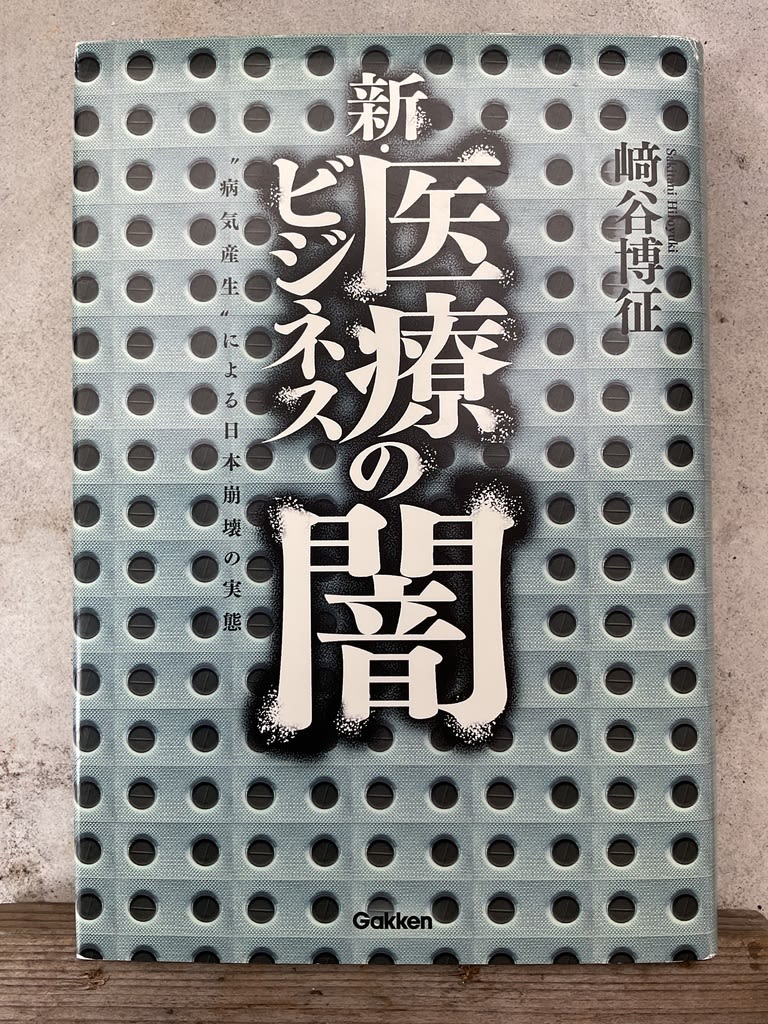 崎谷博征
Sakitani Hiroyuki
新・医療ビジネスの闇
〝病気産生〟による日本崩壊の実態
Gakken